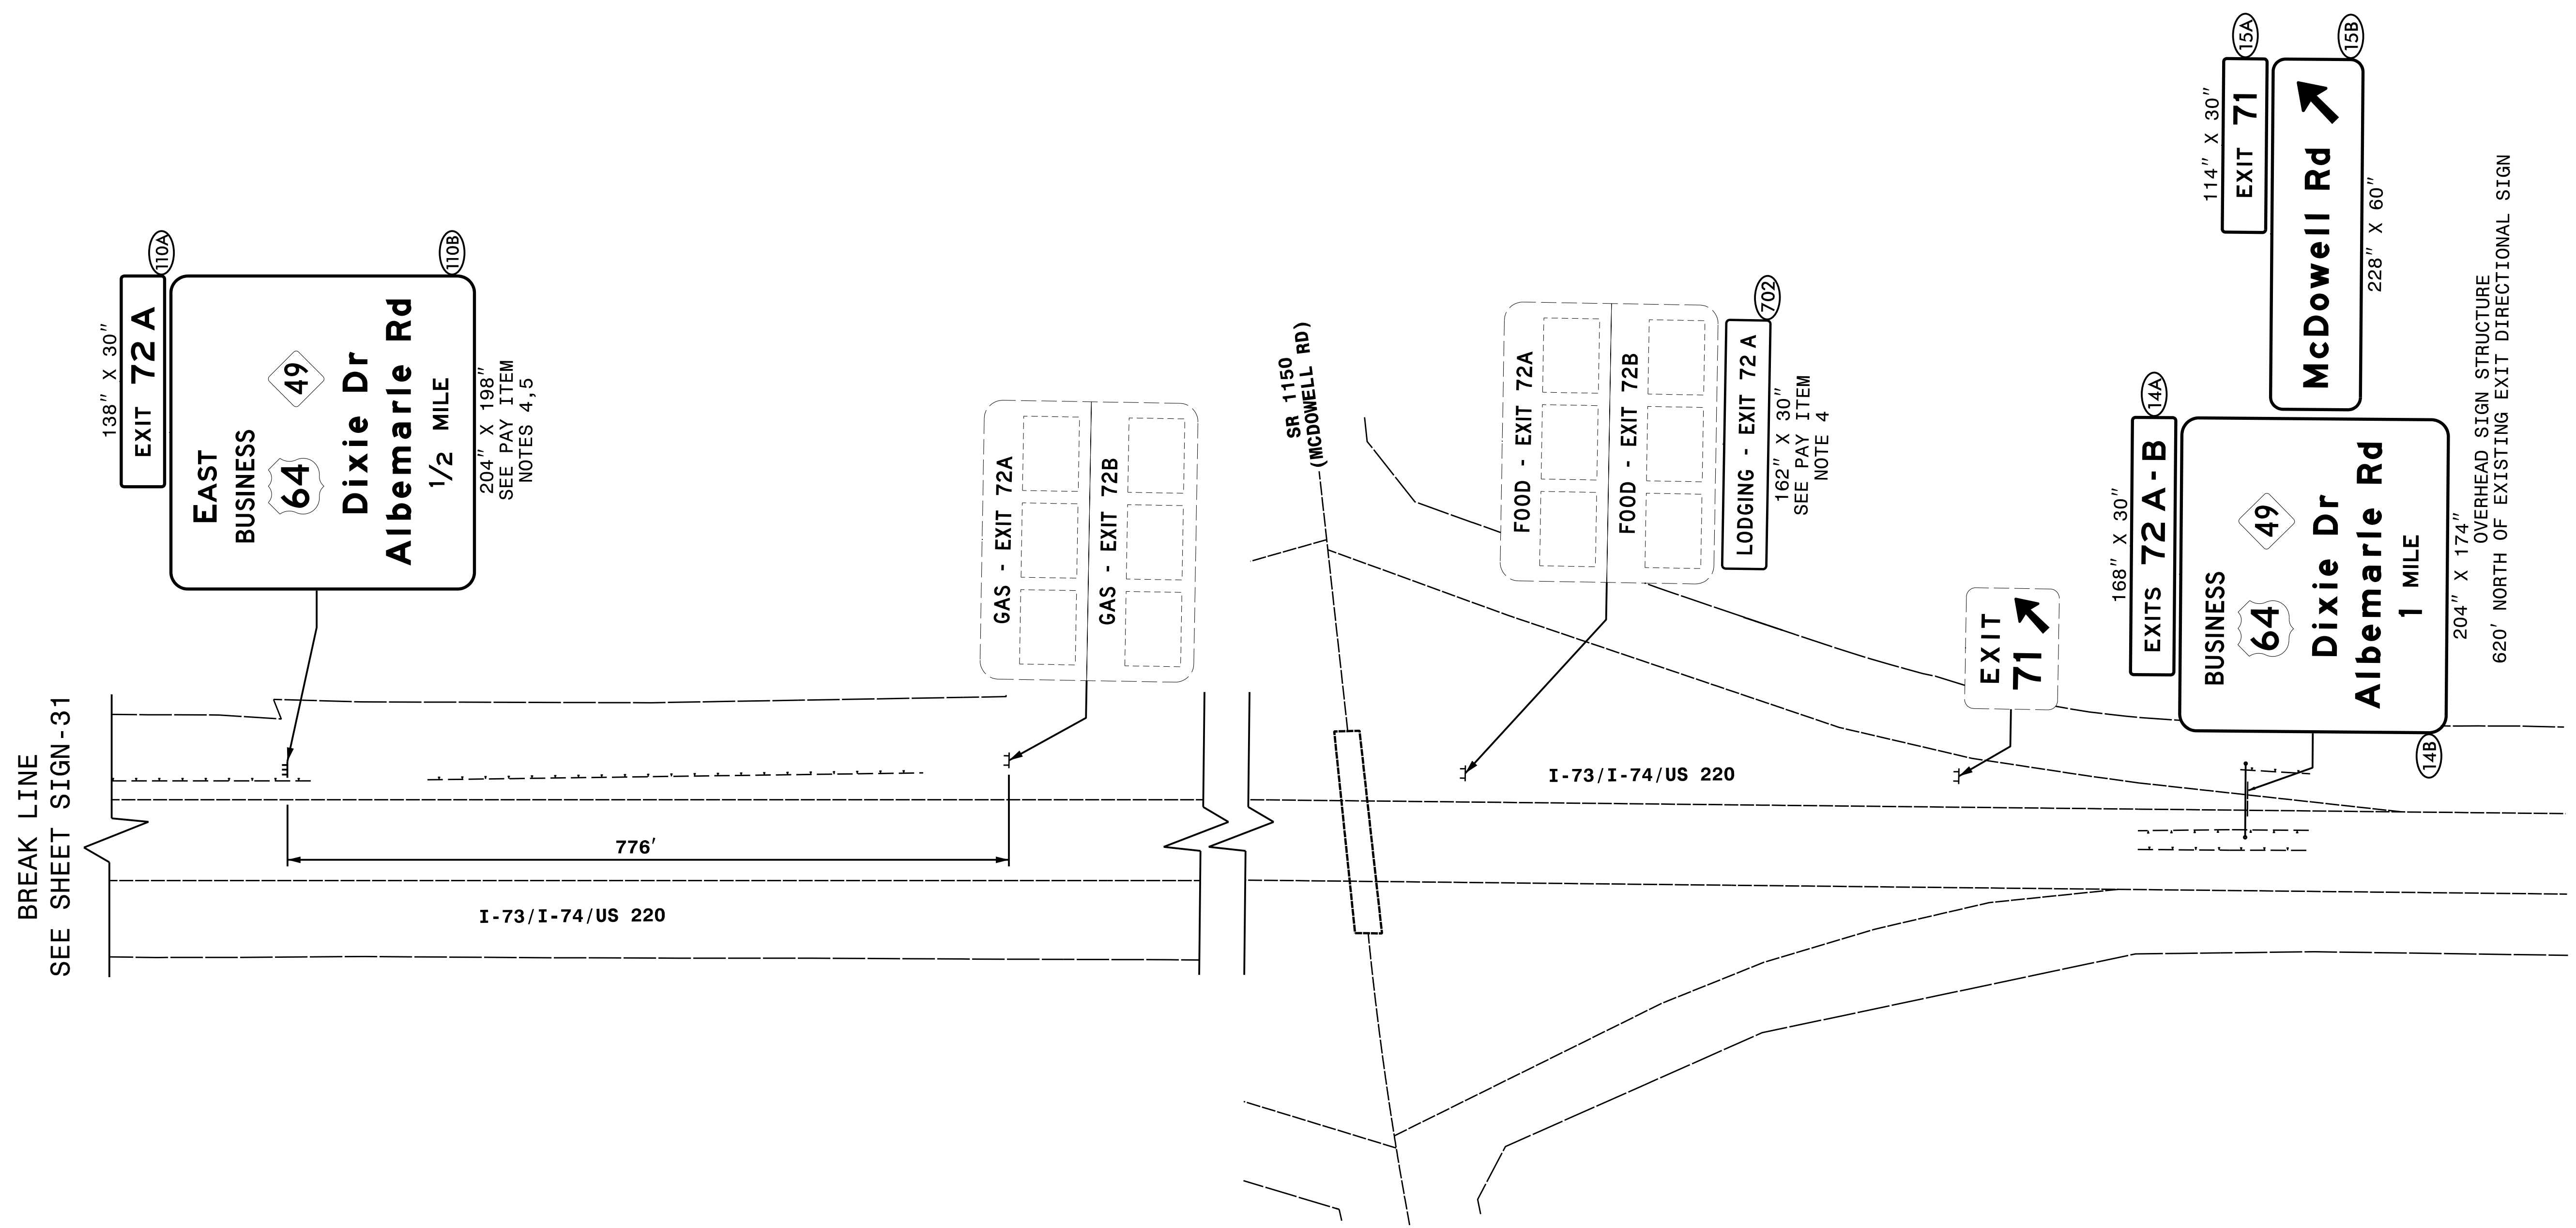 BREAK LINE
SEE SHEET SIGN-31
138" X 30"
110A
EXIT 72 A
110B
EAST
BUSINESS
64 49
Dixie Dr
Albemarle Rd
1/2 MILE
204" X 198"
SEE PAY ITEM
NOTES 4,5
776'
I-73/I-74/US 220
GAS - EXIT 72A
GAS - EXIT 72B
SR 1150
(MCDOWELL RD)
FOOD - EXIT 72A
FOOD - EXIT 72B
702
LODGING - EXIT 72 A
162" X 30"
SEE PAY ITEM
NOTE 4
I-73/I-74/US 220
EXIT
71
168" X 30"
14A
EXITS 72 A-B
BUSINESS
64 49
Dixie Dr
Albemarle Rd
1 MILE
14B
204" X 174"
114" X 30"
15A
EXIT 71
15B
McDowell Rd
228" X 60"
OVERHEAD SIGN STRUCTURE
620' NORTH OF EXISTING EXIT DIRECTIONAL SIGN